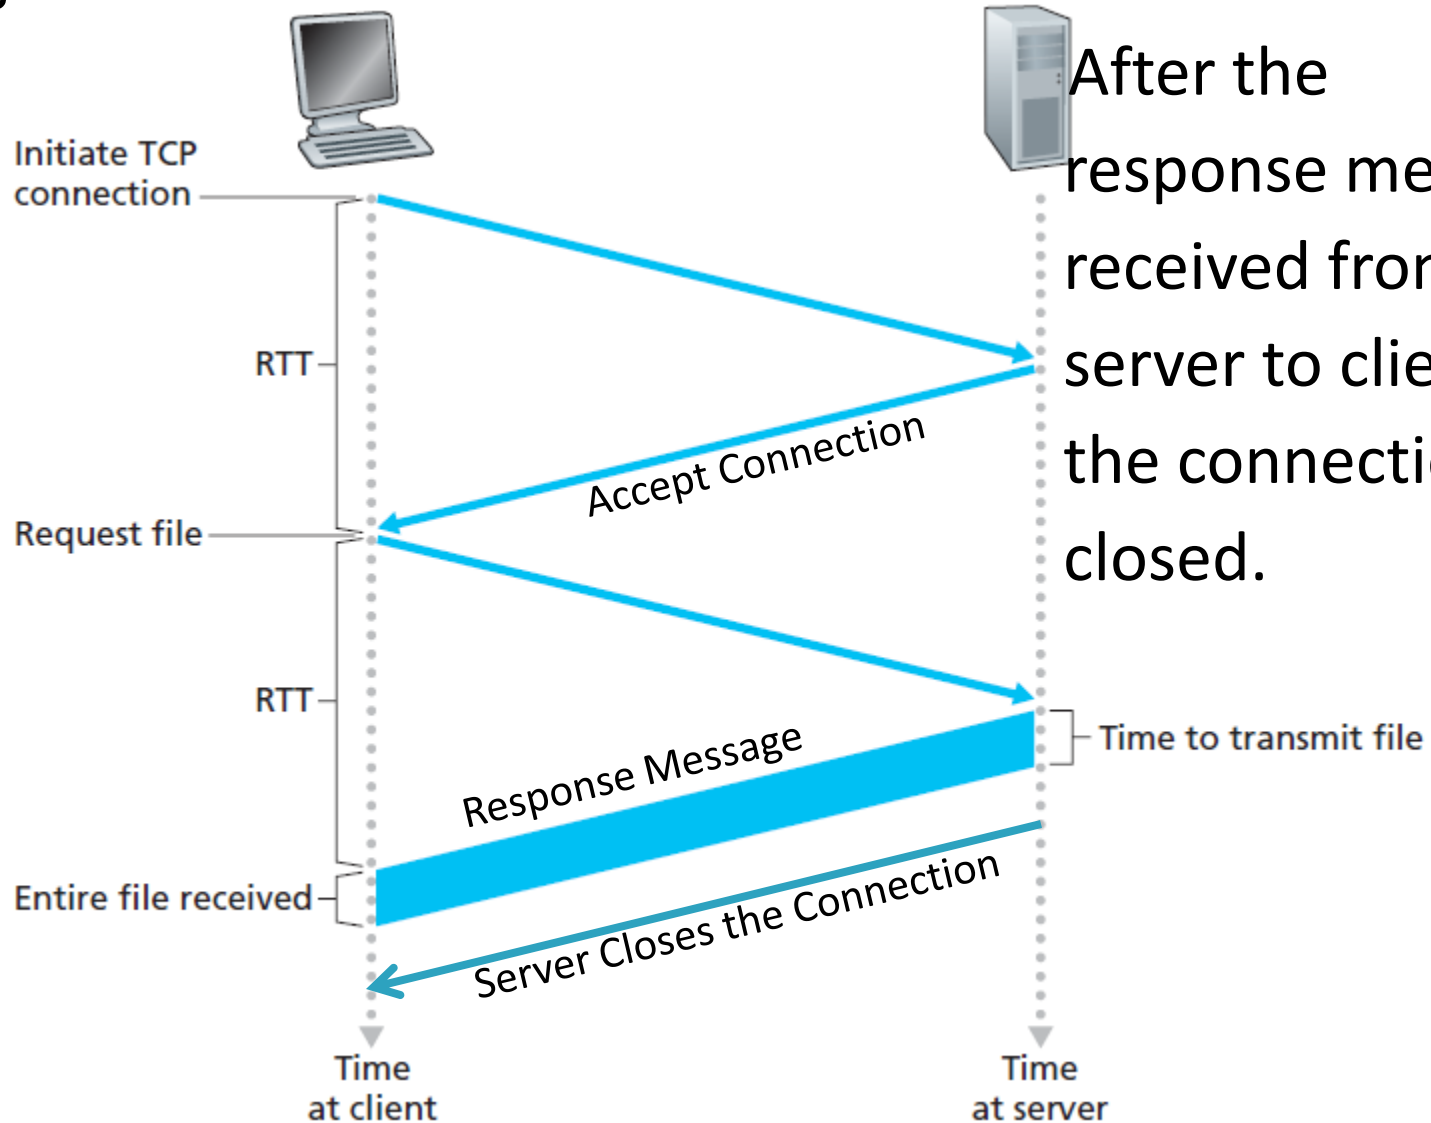 After the
response me
received from
server to clie
the connecti
closed.
Initiate TCP
connection
RTT
Accept Connection
Request file
RTT
Response Message
Time to transmit file
Entire file received
Server Closes the Connection
Time
at client
Time
at server